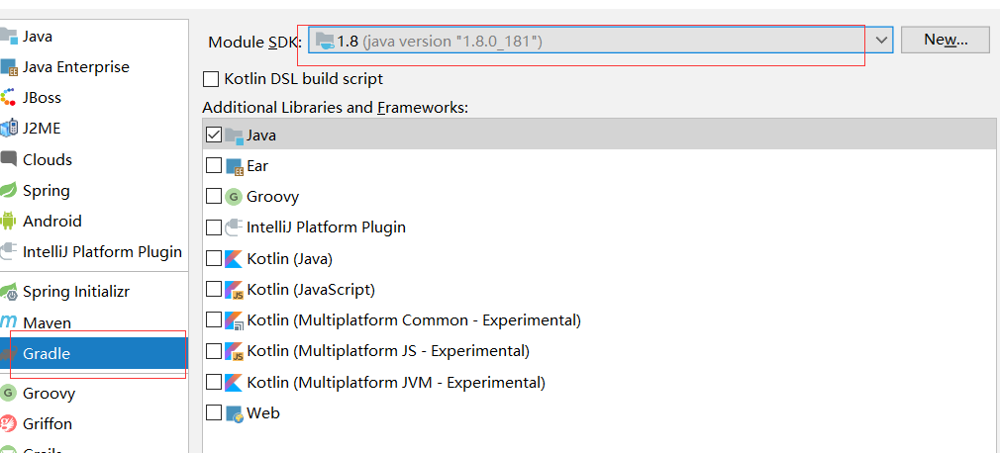 Java
Java Enterprise
JBoss
J2ME
Clouds
Spring
Android
IntelliJ Platform Plugin
Spring Initializr
Maven
Gradle
Groovy
Griffon
Module SDK: 1.8 (java version "1.8.0_181") New...
Kotlin DSL build script
Additional Libraries and Frameworks:
Java
Ear
Groovy
IntelliJ Platform Plugin
Kotlin (Java)
Kotlin (JavaScript)
Kotlin (Multiplatform Common - Experimental)
Kotlin (Multiplatform JS - Experimental)
Kotlin (Multiplatform JVM - Experimental)
Web